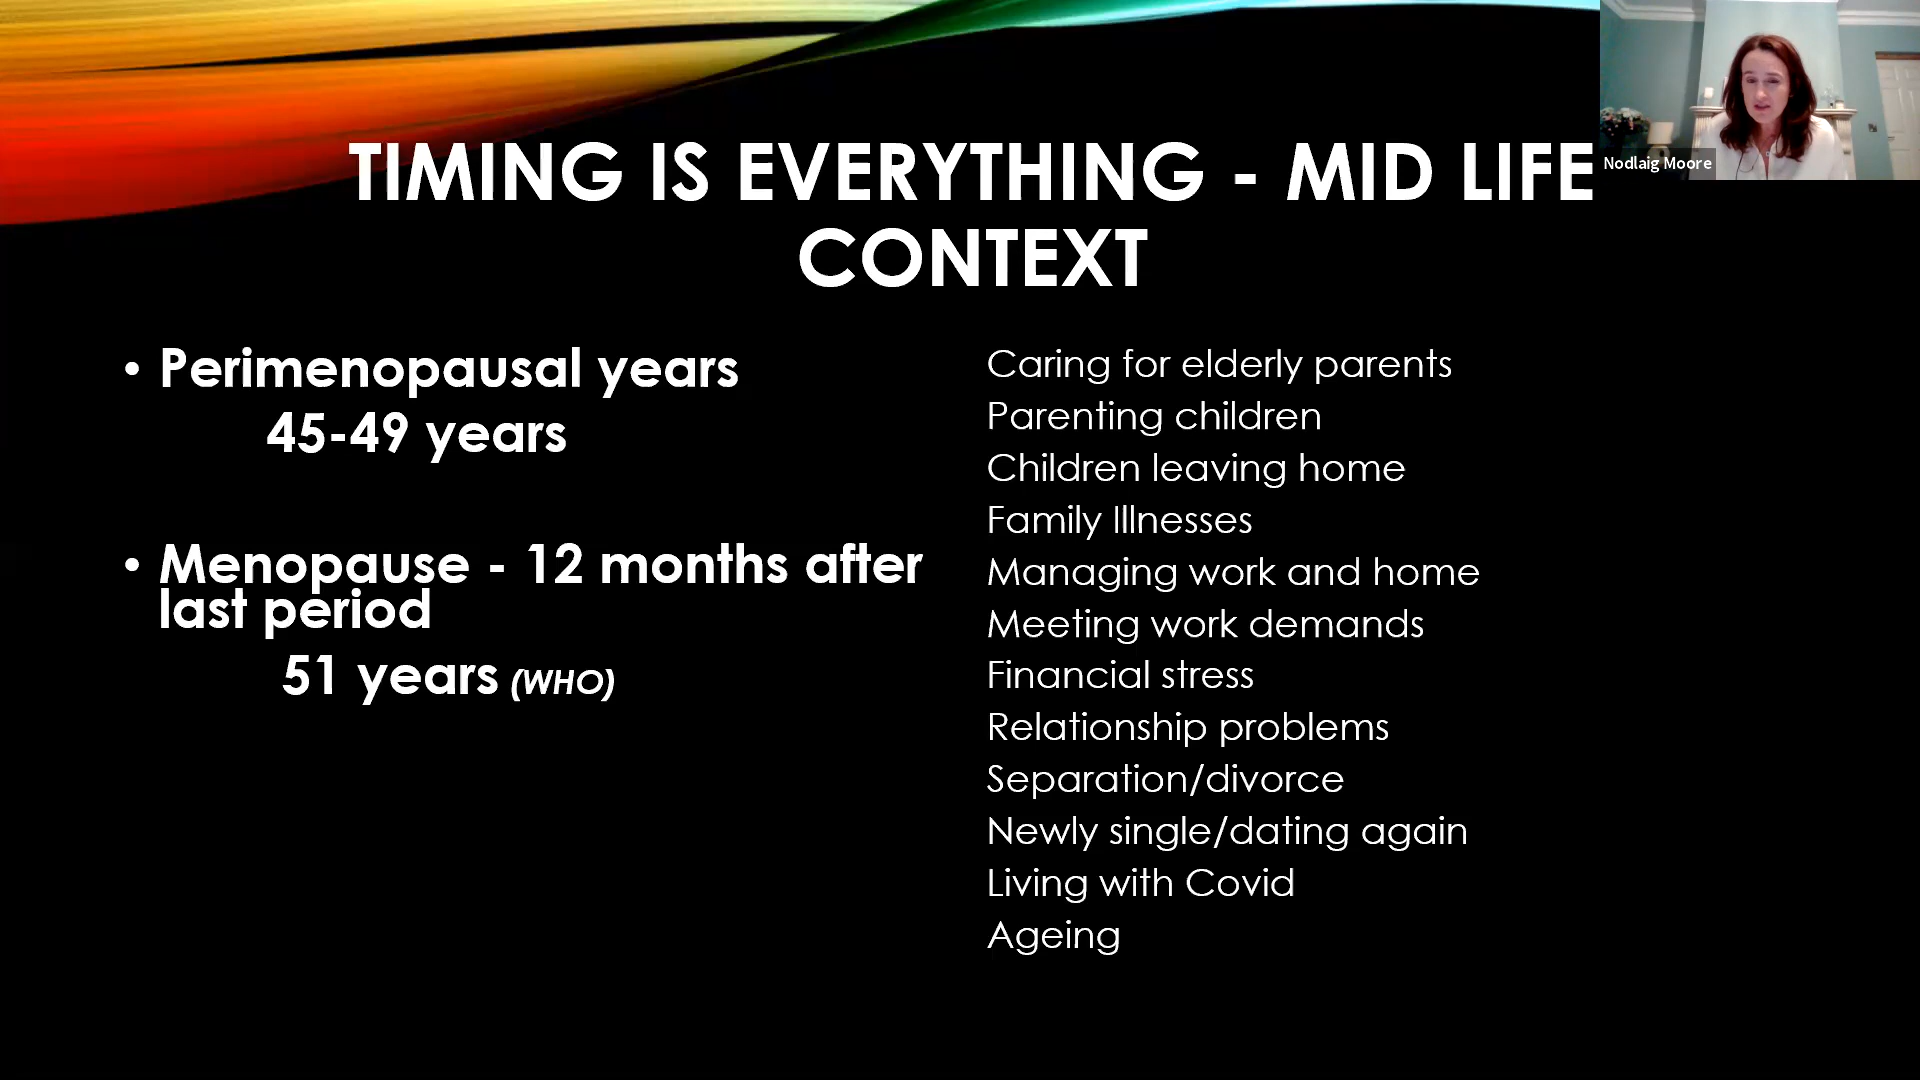 TIMING IS EVERYTHING - MID LIFE
CONTEXT
Nodlaig Moore
• Perimenopausal years
45-49 years
• Menopause - 12 months after
last period
51 years (WHO)
Caring for elderly parents
Parenting children
Children leaving home
Family Illnesses
Managing work and home
Meeting work demands
Financial stress
Relationship problems
Separation/divorce
Newly single/dating again
Living with Covid
Ageing